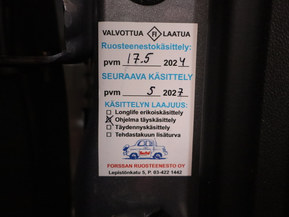 VALVOTTUA R LAATUA
Ruosteenestokäsittely:
pvm 17.5 2024
SEURAAVA KÄSITTELY
pvm 5 2027
KÄSITTELYN LAAJUUS:
Longlife erikoiskäsittely
Ohjelma täyskäsittely
Täydennyskäsittely
Tehdastakuun lisäturva
FORSSAN RUOSTEENESTO OY
Lepistönkatu 5, P. 03-422 1442